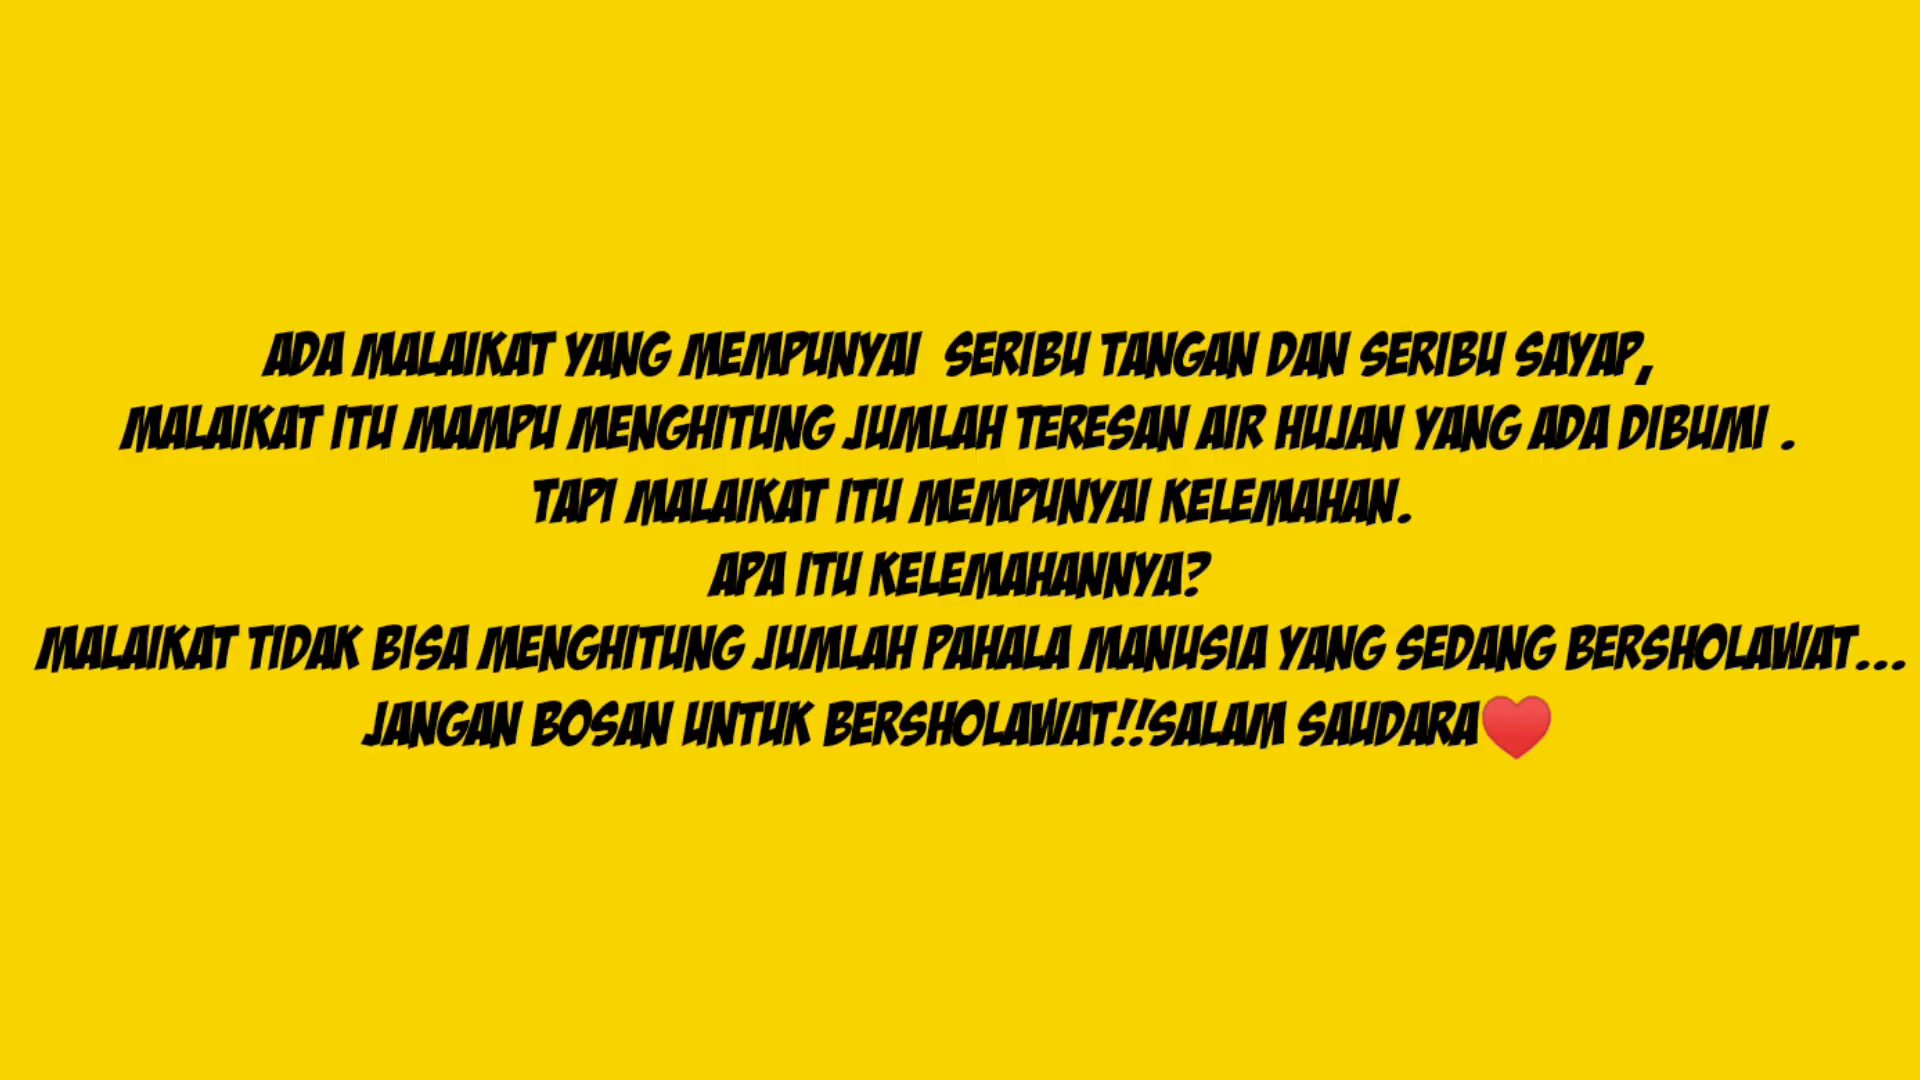 ADA MALAIKAT YANG MEMPUNYAI  SERIBU TANGAN DAN SERIBU SAYAP,
MALAIKAT ITU MAMPU MENGHITUNG JUMLAH TERESAN AIR HUJAN YANG ADA DIBUMI .
TAPI MALAIKAT ITU MEMPUNYAI KELEMAHAN.
APA ITU KELEMAHANNYA?
MALAIKAT TIDAK BISA MENGHITUNG JUMLAH PAHALA MANUSIA YANG SEDANG BERSHOLAWAT...
JANGAN BOSAN UNTUK BERSHOLAWAT!!SALAM SAUDARA❤️